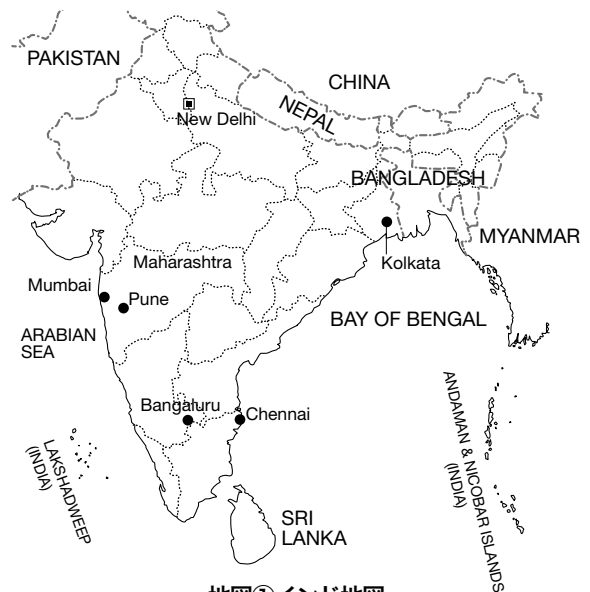 PAKISTAN
CHINA
NEPAL
New Delhi
BANGLADESH
MYANMAR
Kolkata
Maharashtra
Mumbai
Pune
ARABIAN
SEA
BAY OF BENGAL
Bangaluru
Chennai
LAKSHADWEEP
(INDIA)
ANDAMAN & NICOBAR ISLANDS
(INDIA)
SRI
LANKA
地図① インド地図